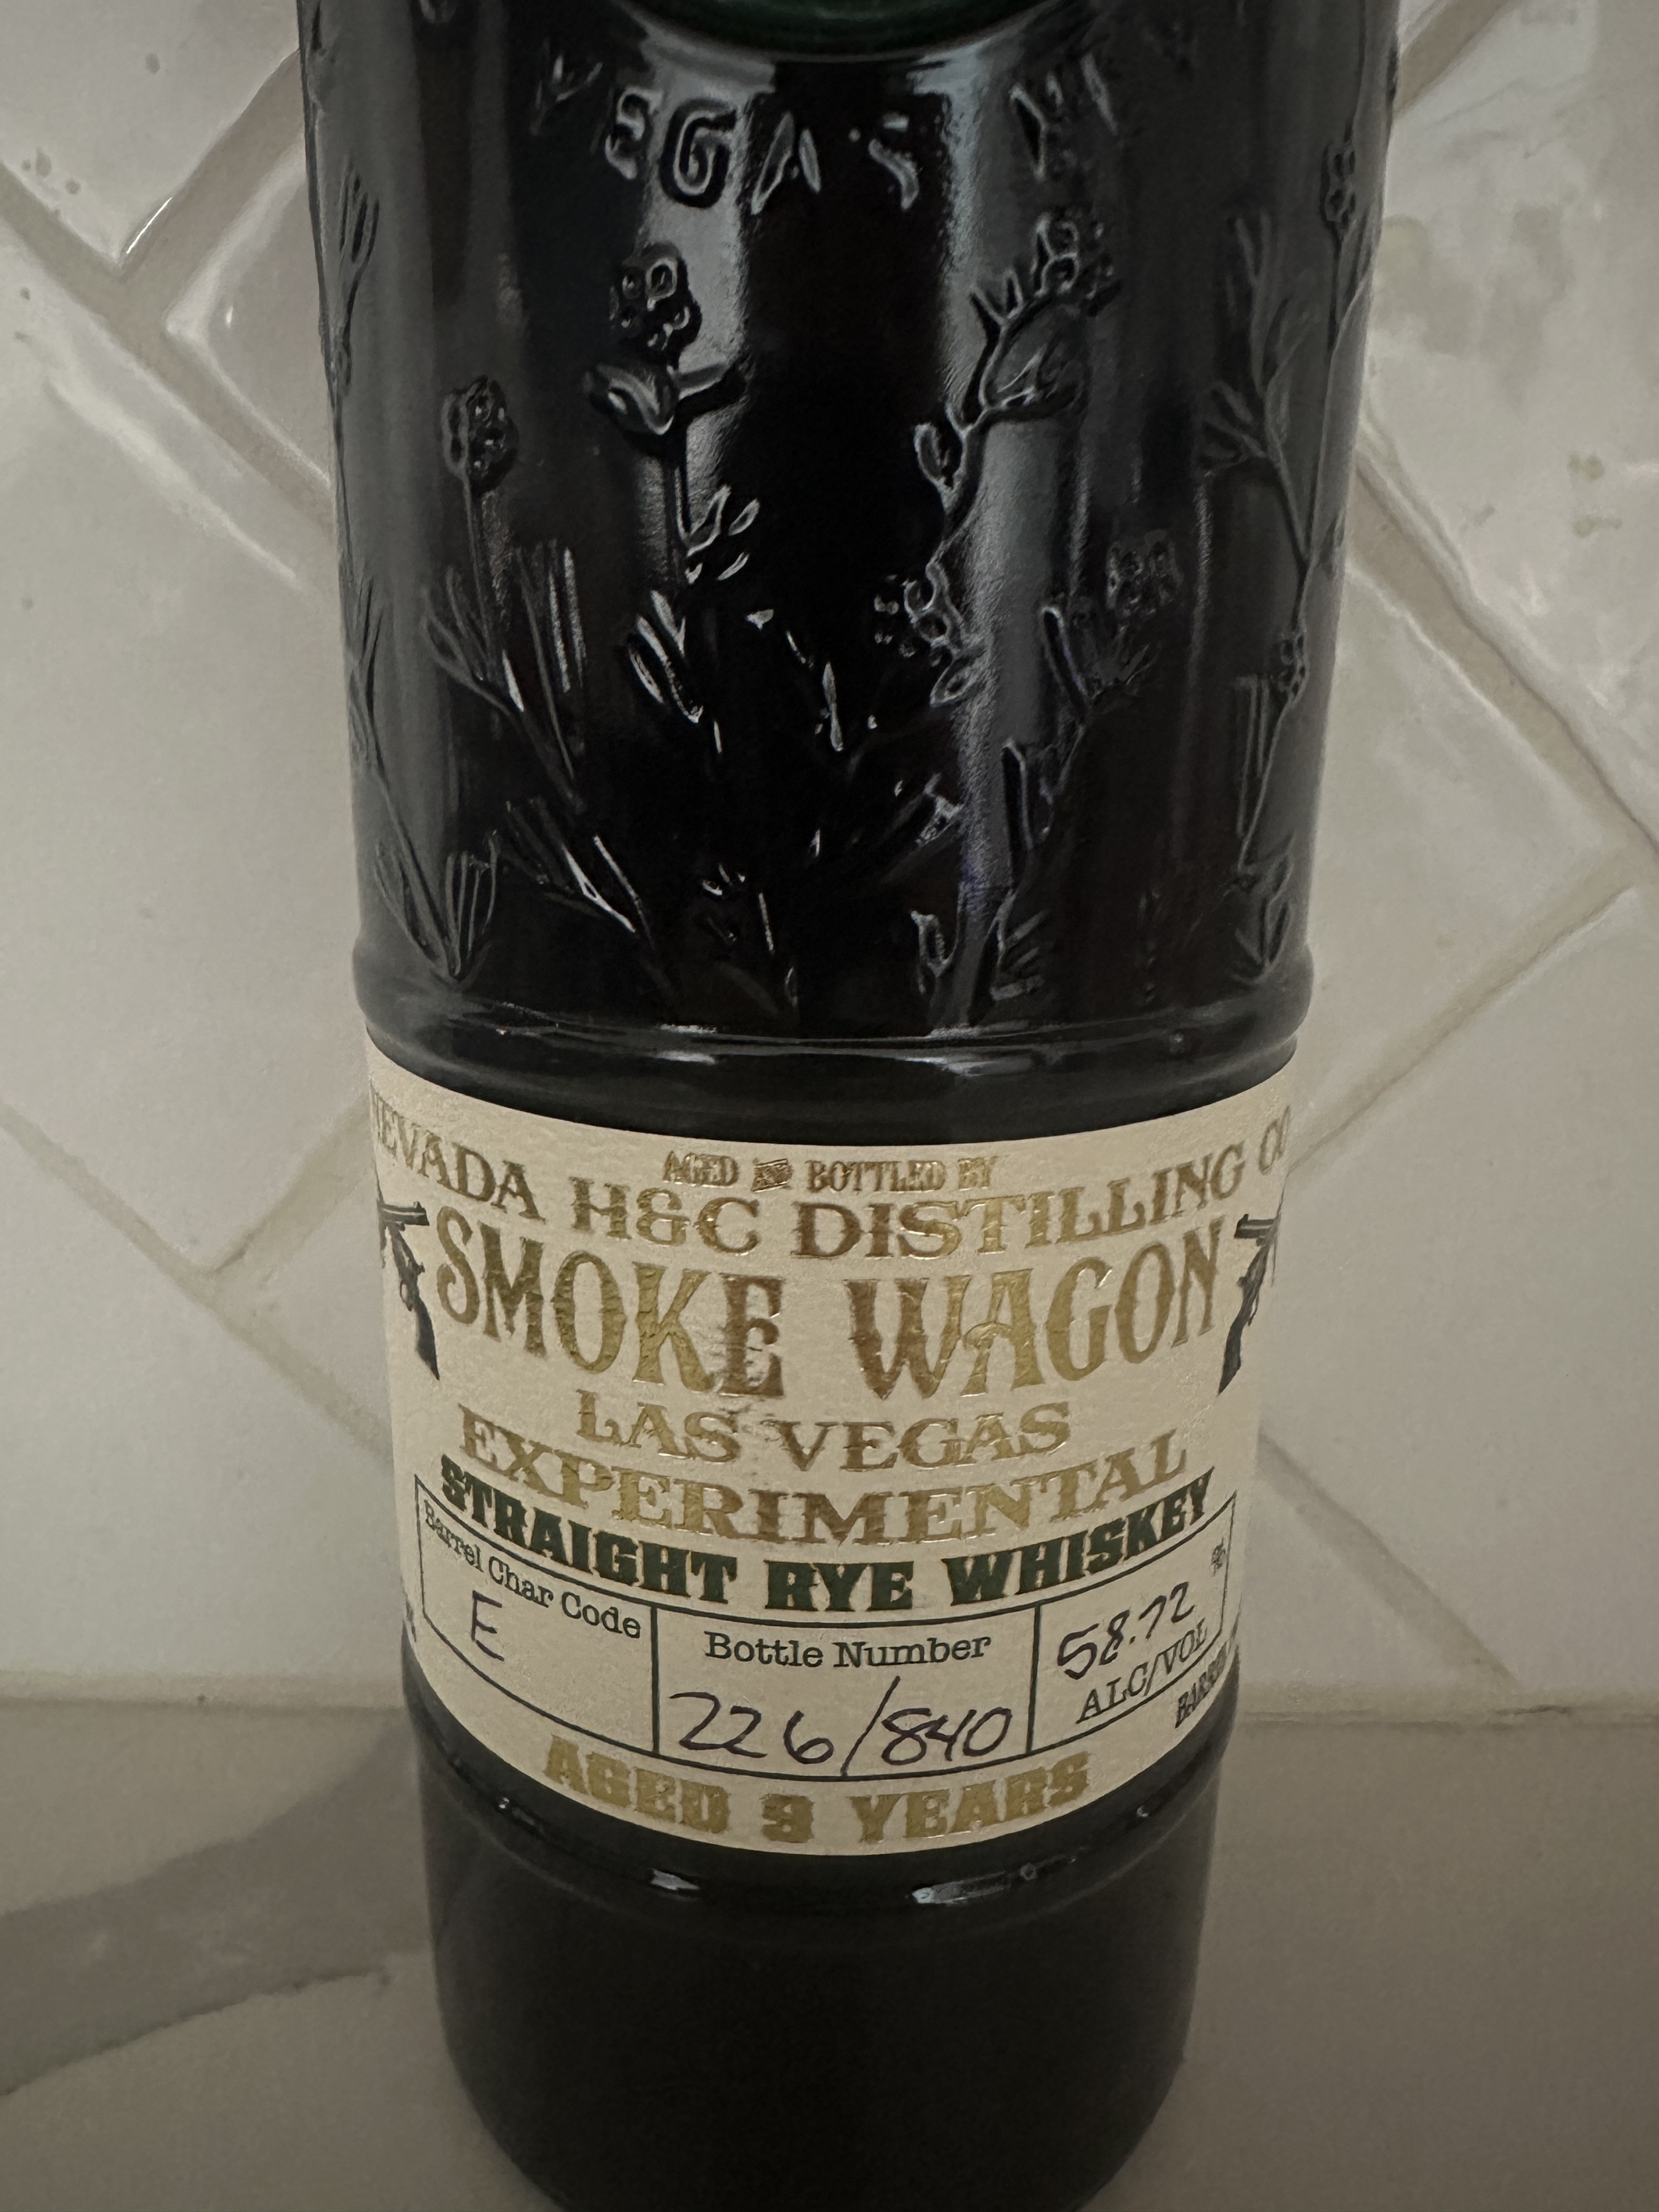 EGAS
AGED AND BOTTLED BY
NEVADA H&C DISTILLING CO
SMOKE WAGON
LAS VEGAS
EXPERIMENTAL
STRAIGHT RYE WHISKEY
Barrel Char Code
E
Bottle Number
226/840
58.72 %
ALC/VOL
AGED 9 YEARS